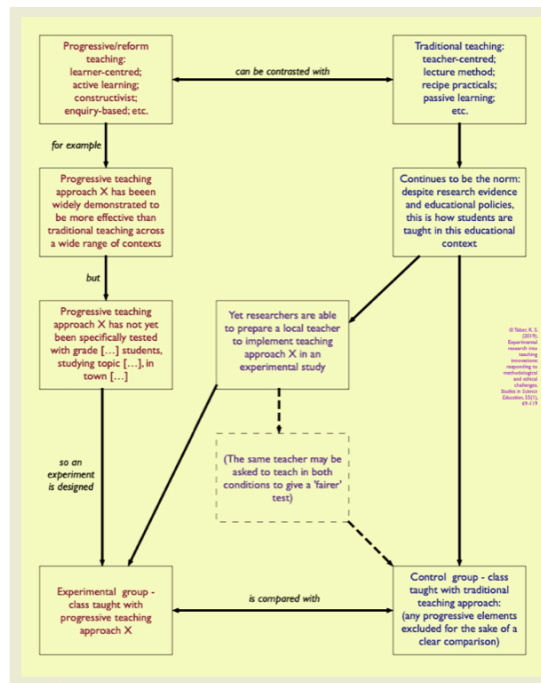 Progressive/reform
teaching:
learner-centred;
active learning;
constructivist;
enquiry-based; etc.
can be contrasted with
Traditional teaching:
teacher-centred;
lecture method;
recipe practicals;
passive learning;
etc.
for example
Progressive teaching
approach X has beeen
widely demonstrated to
be more effective than
traditional teaching across
a wide range of contexts
Continues to be the norm:
despite research evidence
and educational policies,
this is how students are
taught in this educational
context
but
Progressive teaching
approach X has not yet
been specifically tested
with grade [...] students,
studying topic [...], in
town [...]
Yet researchers are able
to prepare a local teacher
to implement teaching
approach X in an
experimental study
© Taber, K. S.
(2019).
Experimental
research into
teaching
innovations:
responding to
methodological
and ethical
challenges.
Studies in Science
Education, 55(1),
69-119
so an
experiment
is designed
(The same teacher may be
asked to teach in both
conditions to give a 'fairer'
test)
Experimental group -
class taught with
progressive teaching
approach X
is compared with
Control group - class
taught with traditional
teaching approach:
(any progressive elements
excluded for the sake of a
clear comparison)